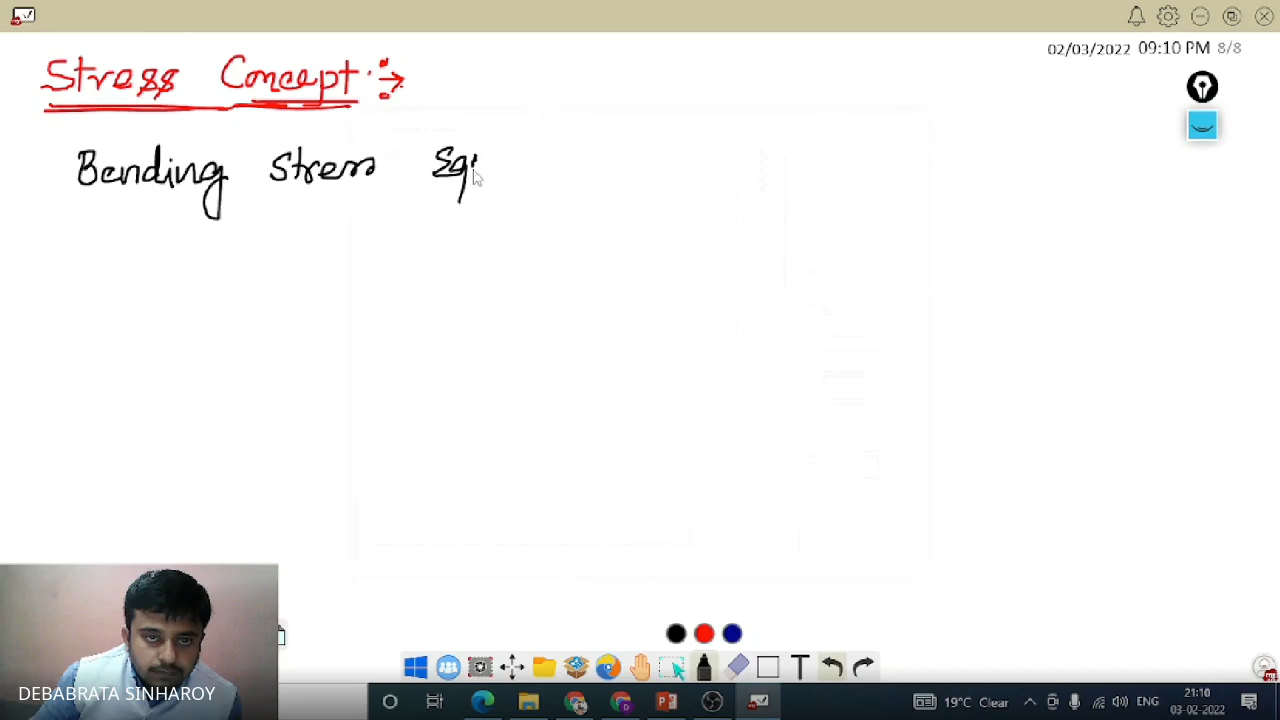 02/03/2022 09:10 PM 8/8
Stress Concept :→
Bending Stress Eq
DEBABRATA SINHAROY
T
19°C Clear
ENG
21:10
03-02-2022